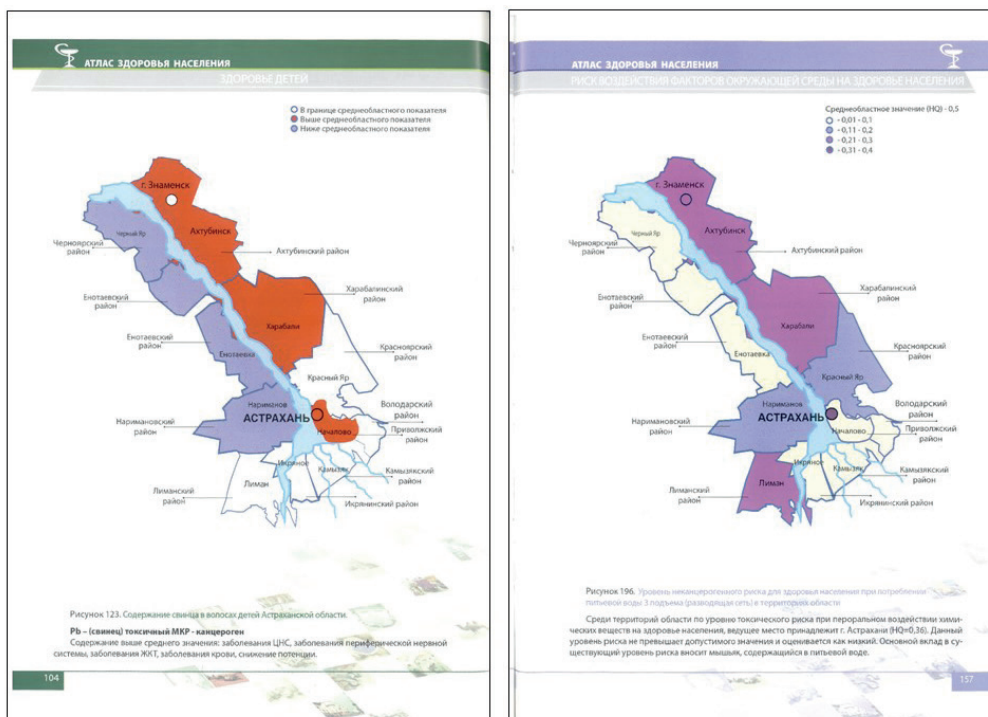 АТЛАС ЗДОРОВЬЯ НАСЕЛЕНИЯ
ЗДОРОВЬЕ ДЕТЕЙ
В границе среднеобластного показателя
Выше среднеобластного показателя
Ниже среднеобластного показателя
г. Знаменск
Черный Яр
Ахтубинск
Черноярский
район
Ахтубинский район
Енотаевский
район
Харабалинский
район
Харабали
Енотаевский
район
Енотаевка
Красноярский
район
Красный Яр
Нариманов
АСТРАХАНЬ
Володарский
район
Наримановский
район
Началово
Приволжский
район
Икряное
Камызяк
Камызякский
район
Лиман
Лиманский
район
Икрянинский район
Рисунок 123. Содержание свинца в волосах детей Астраханской области.
Pb – (свинец) токсичный МКР - канцероген
Содержание выше среднего значения: заболевания ЦНС, заболевания периферической нервной
системы, заболевания ЖКТ, заболевания крови, снижение потенции.
104
АТЛАС ЗДОРОВЬЯ НАСЕЛЕНИЯ
РИСК ВОЗДЕЙСТВИЯ ФАКТОРОВ ОКРУЖАЮЩЕЙ СРЕДЫ НА ЗДОРОВЬЕ НАСЕЛЕНИЯ
Среднеобластное значение (HQ) - 0,5
- 0,01 - 0,1
- 0,11 - 0,2
- 0,21 - 0,3
- 0,31 - 0,4
г. Знаменск
Черный Яр
Ахтубинск
Черноярский
район
Ахтубинский район
Енотаевский
район
Харабалинский
район
Харабали
Енотаевский
район
Енотаевка
Красноярский
район
Красный Яр
Нариманов
АСТРАХАНЬ
Володарский
район
Наримановский
район
Началово
Приволжский
район
Икряное
Камызяк
Камызякский
район
Лиман
Лиманский
район
Икрянинский район
Рисунок 196. Уровень неканцерогенного риска для здоровья населения при потреблении
питьевой воды 3 подъема (разводящая сеть) в территориях области
Среди территорий области по уровню токсического риска при пероральном воздействии хими-
ческих веществ на здоровье населения, ведущее место принадлежит г. Астрахани (HQ=0,36). Данный
уровень риска не превышает допустимого значения и оценивается как низкий. Основной вклад в су-
ществующий уровень риска вносит мышьяк, содержащийся в питьевой воде.
157